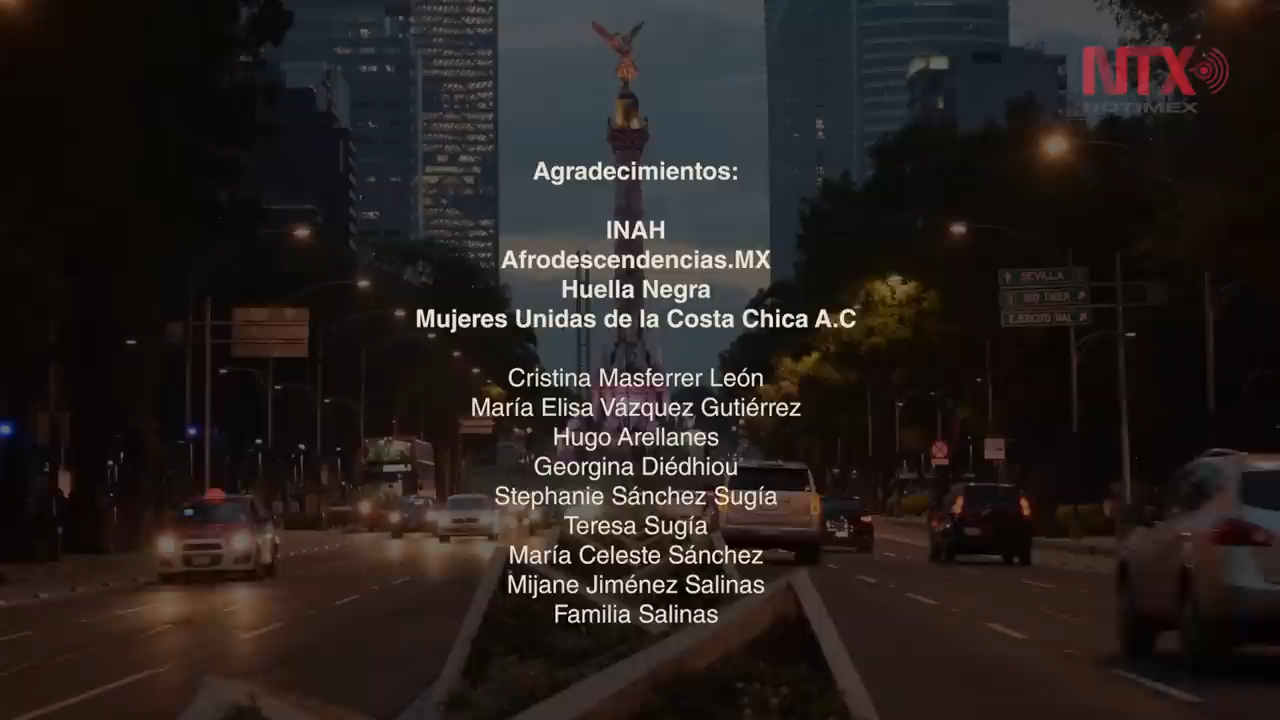 NTX
NOTIMEX
Agradecimientos:
INAH
Afrodescendencias.MX
Huella Negra
Mujeres Unidas de la Costa Chica A.C
SEVILLA
RIO TIBER
EJERCITO NAL
Cristina Masferrer León
María Elisa Vázquez Gutiérrez
Hugo Arellanes
Georgina Diédhiou
Stephanie Sánchez Sugía
Teresa Sugía
María Celeste Sánchez
Mijane Jiménez Salinas
Familia Salinas